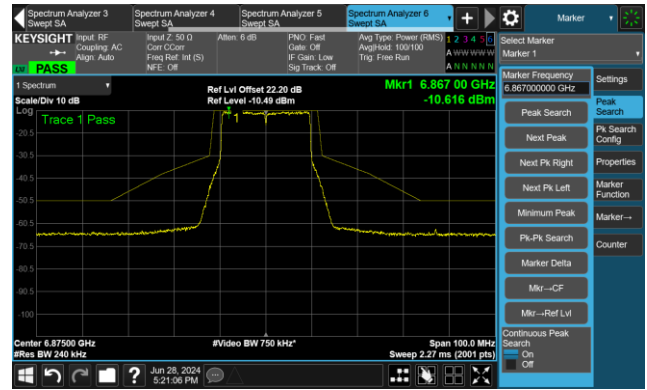 Spectrum Analyzer 3
Swept SA
Spectrum Analyzer 4
Swept SA
Spectrum Analyzer 5
Swept SA
Spectrum Analyzer 6
Swept SA
Marker
KEYSIGHT
Input: RF
Coupling: AC
Align: Auto
Input Z: 50 Ω
Corr CCorr
Freq Ref: Int (S)
NFE: Off
Atten: 6 dB
PNO: Fast
Gate: Off
IF Gain: Low
Sig Track: Off
Avg Type: Power (RMS)
Avg|Hold: 100/100
Trig: Free Run
1 2 3 4 5 6
A W W W W W
A N N N N N
PASS
1 Spectrum
Scale/Div 10 dB
Log
Ref Lvl Offset 22.20 dB
Ref Level -10.49 dBm
Mkr1 6.867 00 GHz
-10.616 dBm
Trace 1 Pass
1
-20.5
-30.5
-40.5
-50.5
-60.5
-70.5
-80.5
-90.5
-100
Center 6.87500 GHz
#Res BW 240 kHz
#Video BW 750 kHz*
Span 100.0 MHz
Sweep 2.27 ms (2001 pts)
Select Marker
Marker 1
Marker Frequency
6.867000000 GHz
Peak Search
Next Peak
Next Pk Right
Next Pk Left
Minimum Peak
Pk-Pk Search
Marker Delta
Mkr→CF
Mkr→Ref Lvl
Continuous Peak
Search
On
Off
Settings
Peak
Search
Pk Search
Config
Properties
Marker
Function
Marker→
Counter
Jun 28, 2024
5:21:06 PM